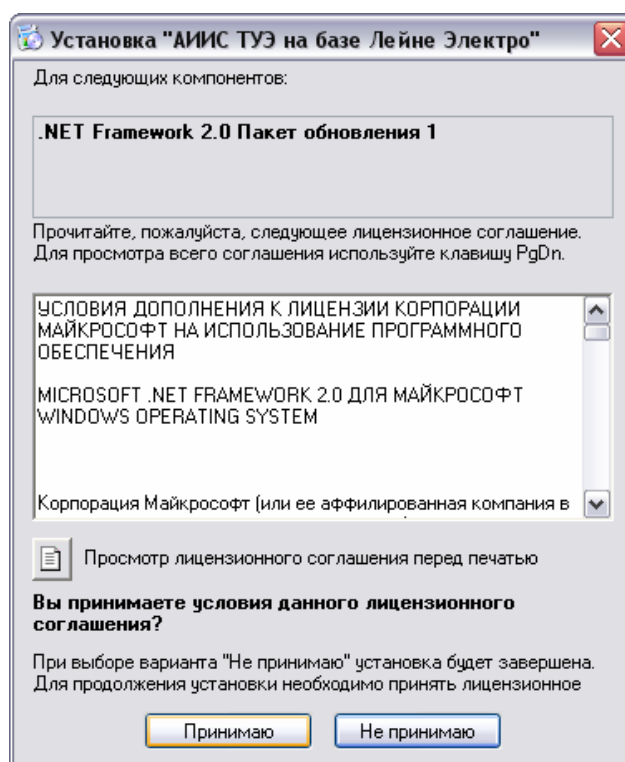 Установка "АИИС ТУЭ на базе Лейне Электро"
Для следующих компонентов:
.NET Framework 2.0 Пакет обновления 1
Прочитайте, пожалуйста, следующее лицензионное соглашение.
Для просмотра всего соглашения используйте клавишу PgDn.
УСЛОВИЯ ДОПОЛНЕНИЯ К ЛИЦЕНЗИИ КОРПОРАЦИИ
МАЙКРОСОФТ НА ИСПОЛЬЗОВАНИЕ ПРОГРАММНОГО
ОБЕСПЕЧЕНИЯ
MICROSOFT .NET FRAMEWORK 2.0 ДЛЯ МАЙКРОСОФТ
WINDOWS OPERATING SYSTEM
Корпорация Майкрософт (или ее аффилированная компания в
Просмотр лицензионного соглашения перед печатью
Вы принимаете условия данного лицензионного
соглашения?
При выборе варианта "Не принимаю" установка будет завершена.
Для продолжения установки необходимо принять лицензионное
Принимаю
Не принимаю